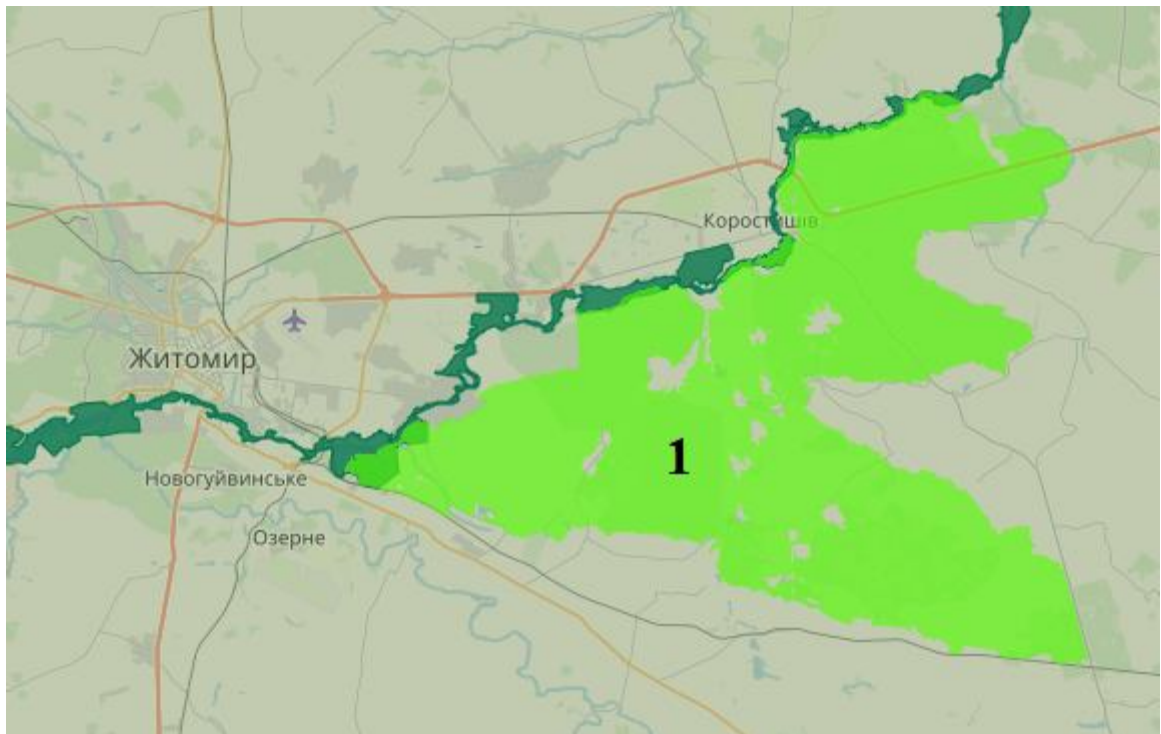 Коростишів
Житомир
1
Новогуйвинське
Озерне